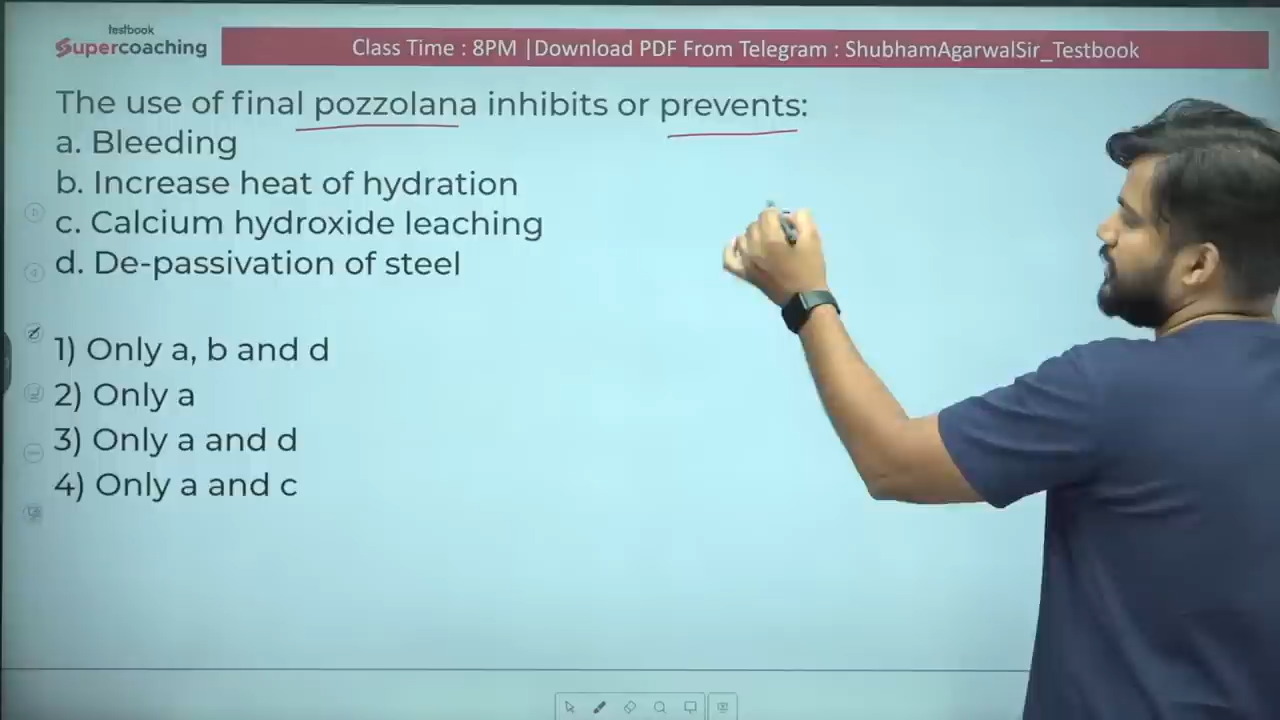 testbook
Supercoaching
Class Time : 8PM |Download PDF From Telegram : ShubhamAgarwalSir_Testbook
The use of final pozzolana inhibits or prevents:
a. Bleeding
b. Increase heat of hydration
c. Calcium hydroxide leaching
d. De-passivation of steel
1) Only a, b and d
2) Only a
3) Only a and d
4) Only a and c